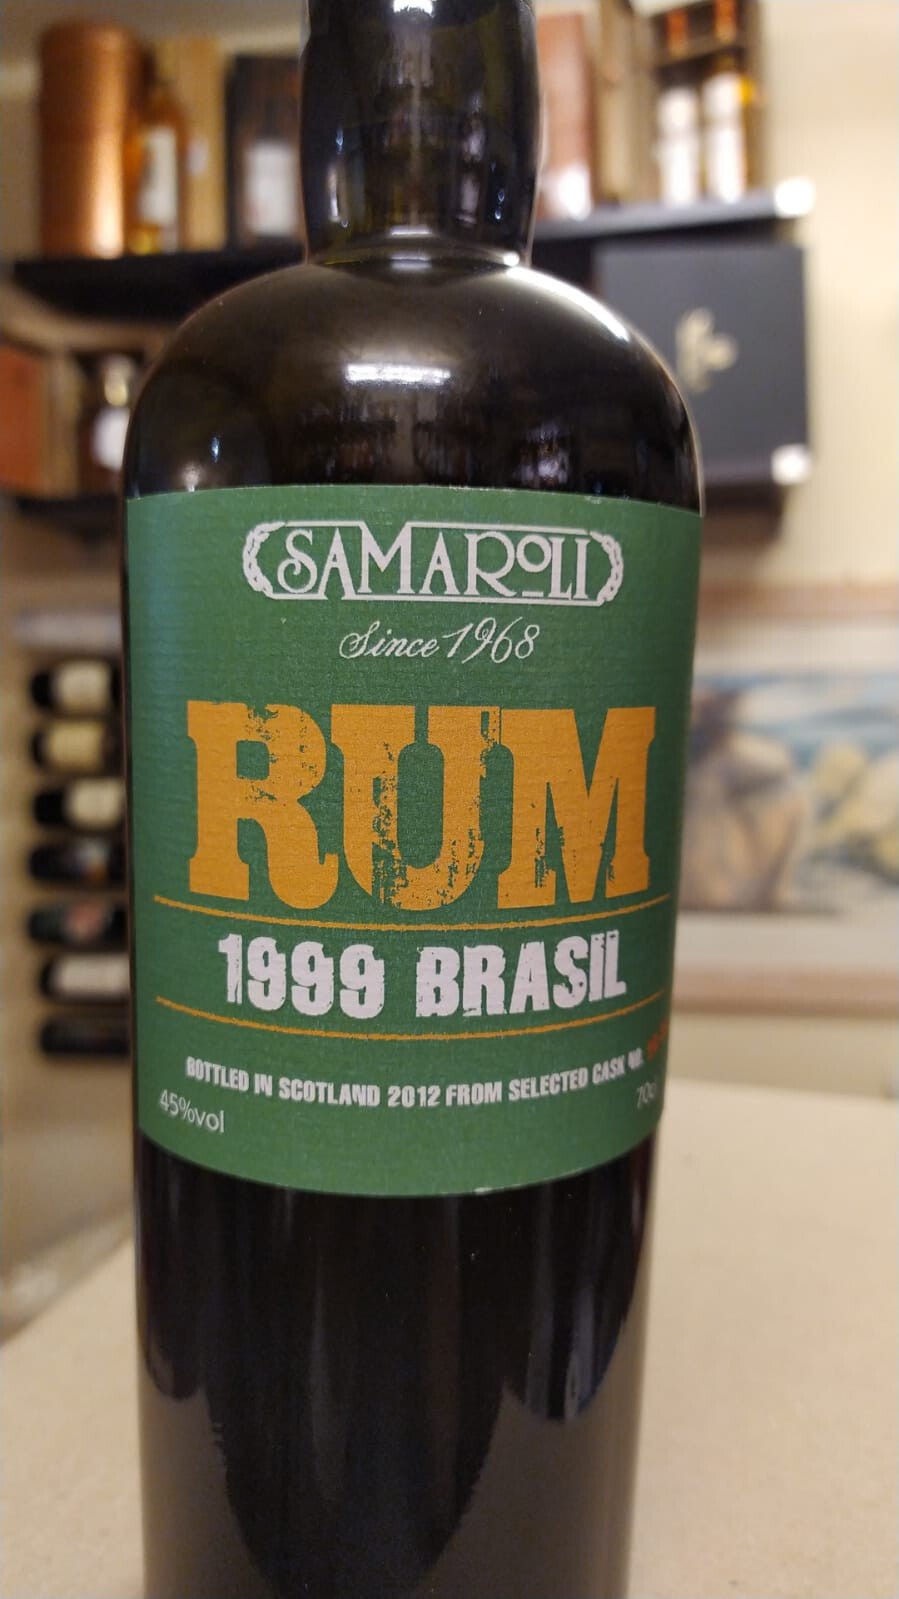 SAMAROLI
Since 1968
RUM
1999 BRASIL
BOTTLED IN SCOTLAND 2012 FROM SELECTED CASK NO.
45%vol
70cl